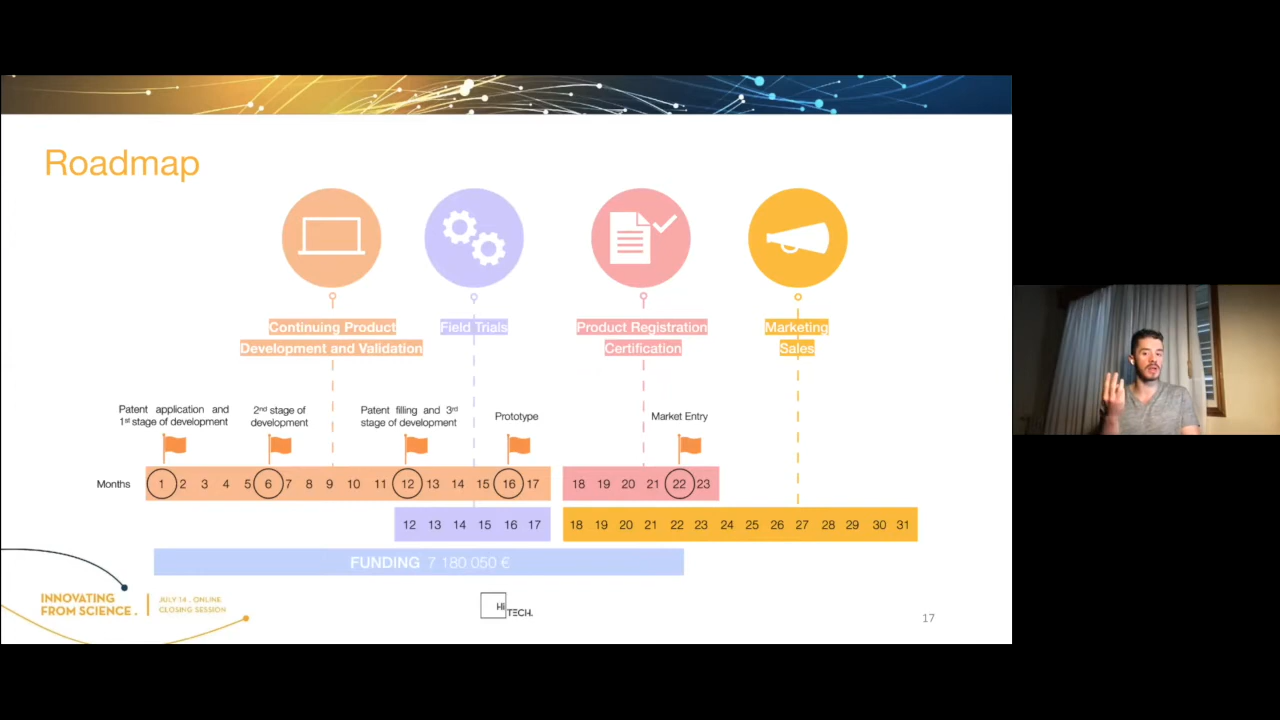 Roadmap
Continuing Product
Development and Validation
Field Trials
Product Registration
Certification
Marketing
Sales
Patent application and
1st stage of development
2nd stage of
development
Patent filling and 3rd
stage of development
Prototype
Market Entry
Months
1 2 3 4 5 6 7 8 9 10 11 12 13 14 15 16 17
18 19 20 21 22 23
12 13 14 15 16 17
18 19 20 21 22 23 24 25 26 27 28 29 30 31
FUNDING 7 180 050 €
INNOVATING
FROM SCIENCE.
JULY 14 . ONLINE
CLOSING SESSION
Hi
TECH.
17